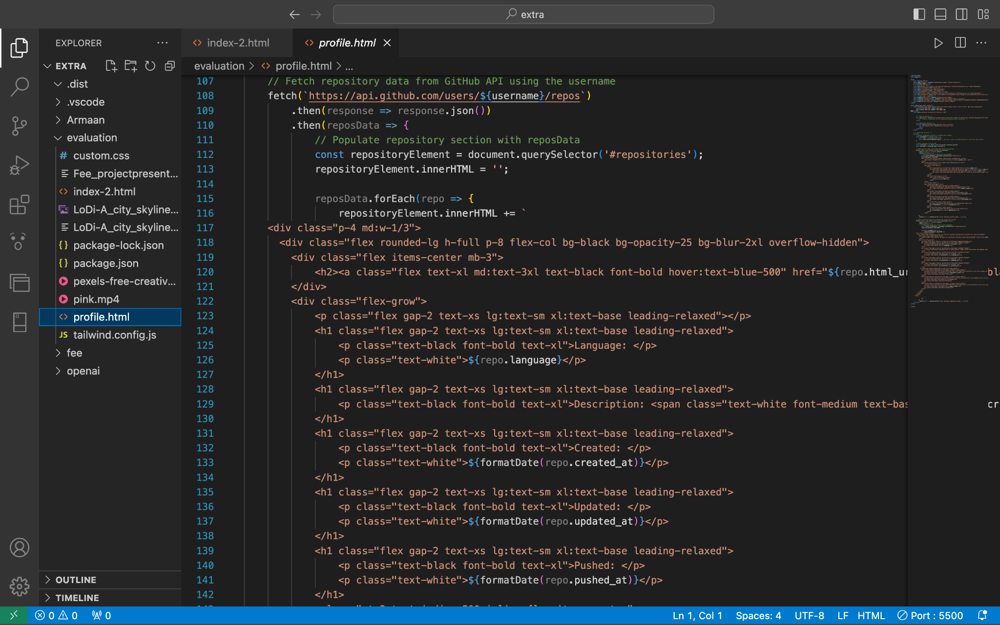 extra
EXPLORER
EXTRA
.dist
.vscode
Armaan
evaluation
custom.css
Fee_projectpresent...
index-2.html
LoDi-A_city_skyline...
LoDi-A_city_skyline...
package-lock.json
package.json
pexels-free-creativ...
pink.mp4
profile.html
JS tailwind.config.js
fee
openai
OUTLINE
TIMELINE
index-2.html
profile.html
evaluation > profile.html > ...
107 // Fetch repository data from GitHub API using the username
108 fetch(`https://api.github.com/users/${username}/repos`)
109 .then(response => response.json())
110 .then(reposData => {
111 // Populate repository section with reposData
112 const repositoryElement = document.querySelector('#repositories');
113 repositoryElement.innerHTML = '';
114
115 reposData.forEach(repo => {
116 repositoryElement.innerHTML += `
117 <div class="p-4 md:w-1/3">
118 <div class="flex rounded-lg h-full p-8 flex-col bg-black bg-opacity-25 bg-blur-2xl overflow-hidden">
119 <div class="flex items-center mb-3">
120 <h2><a class="flex text-xl md:text-3xl text-black font-bold hover:text-blue-500" href="${repo.html_ur
121 </div>
122 <div class="flex-grow">
123 <p class="flex gap-2 text-xs lg:text-sm xl:text-base leading-relaxed"></p>
124 <h1 class="flex gap-2 text-xs lg:text-sm xl:text-base leading-relaxed">
125 <p class="text-black font-bold text-xl">Language: </p>
126 <p class="text-white">${repo.language}</p>
127 </h1>
128 <h1 class="flex gap-2 text-xs lg:text-sm xl:text-base leading-relaxed">
129 <p class="text-black font-bold text-xl">Description: <span class="text-white font-medium text-bas
130 </h1>
131 <h1 class="flex gap-2 text-xs lg:text-sm xl:text-base leading-relaxed">
132 <p class="text-black font-bold text-xl">Created: </p>
133 <p class="text-white">${formatDate(repo.created_at)}</p>
134 </h1>
135 <h1 class="flex gap-2 text-xs lg:text-sm xl:text-base leading-relaxed">
136 <p class="text-black font-bold text-xl">Updated: </p>
137 <p class="text-white">${formatDate(repo.updated_at)}</p>
138 </h1>
139 <h1 class="flex gap-2 text-xs lg:text-sm xl:text-base leading-relaxed">
140 <p class="text-black font-bold text-xl">Pushed: </p>
141 <p class="text-white">${formatDate(repo.pushed_at)}</p>
142 </h1>
0 0 0
Ln 1, Col 1 Spaces: 4 UTF-8 LF HTML Port : 5500